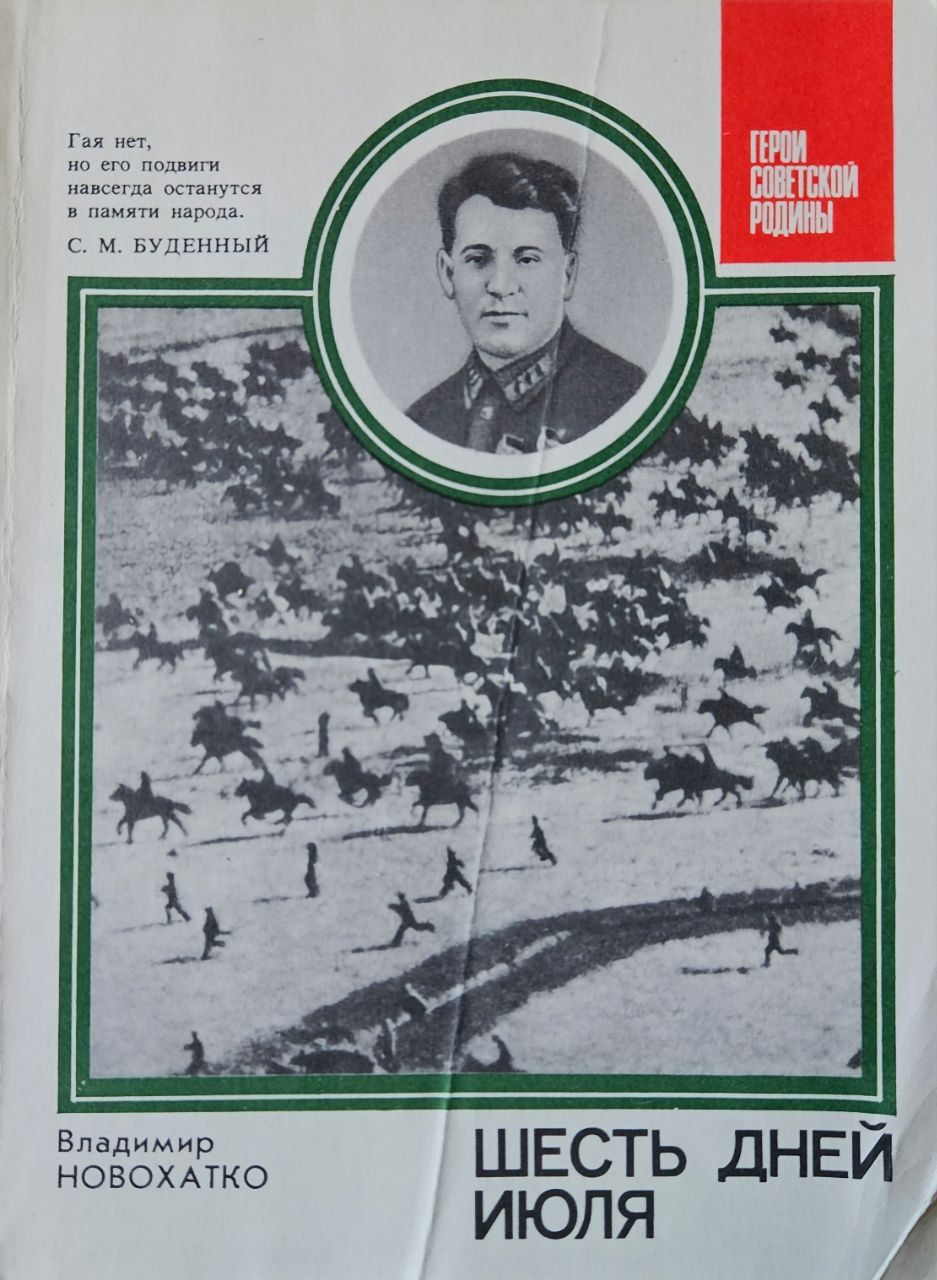 Гая нет,
но его подвиги
навсегда останутся
в памяти народа.
С. М. БУДЕННЫЙ
ГЕРОИ
СОВЕТСКОЙ
РОДИНЫ
Владимир
НОВОХАТКО
ШЕСТЬ ДНЕЙ
ИЮЛЯ